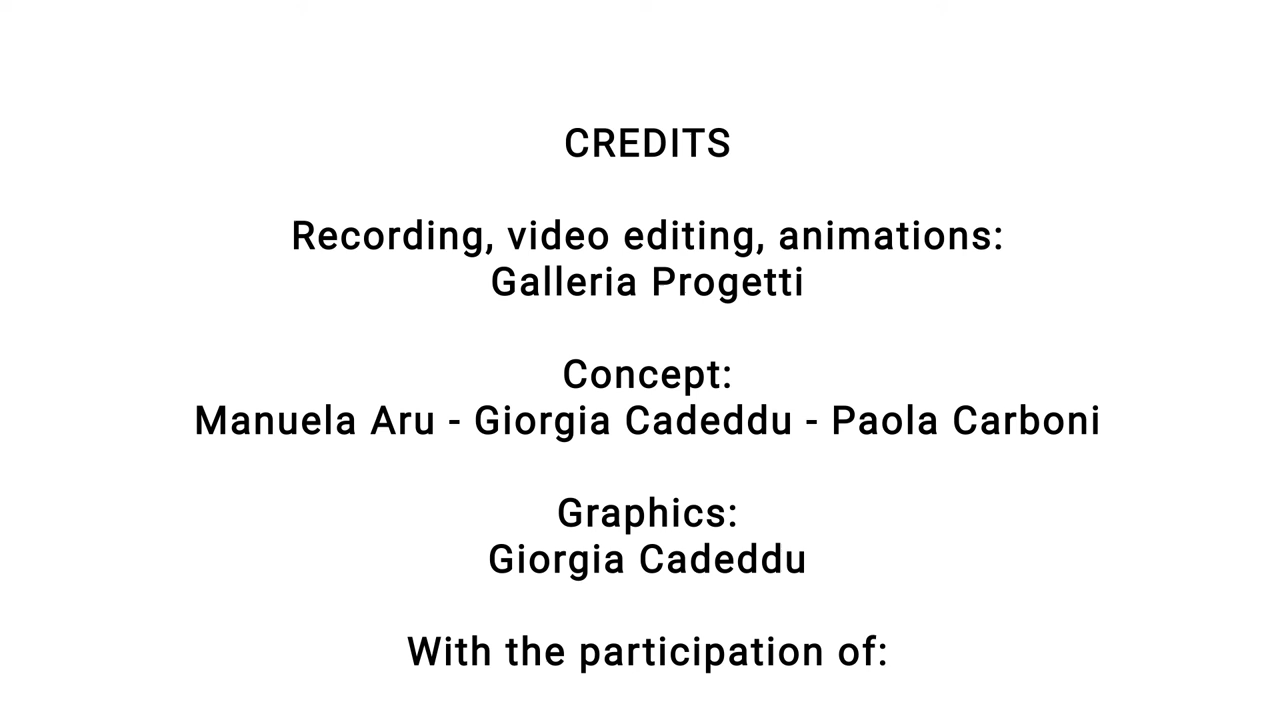 CREDITS
Recording, video editing, animations:
Galleria Progetti
Concept:
Manuela Aru - Giorgia Cadeddu - Paola Carboni
Graphics:
Giorgia Cadeddu
With the participation of: